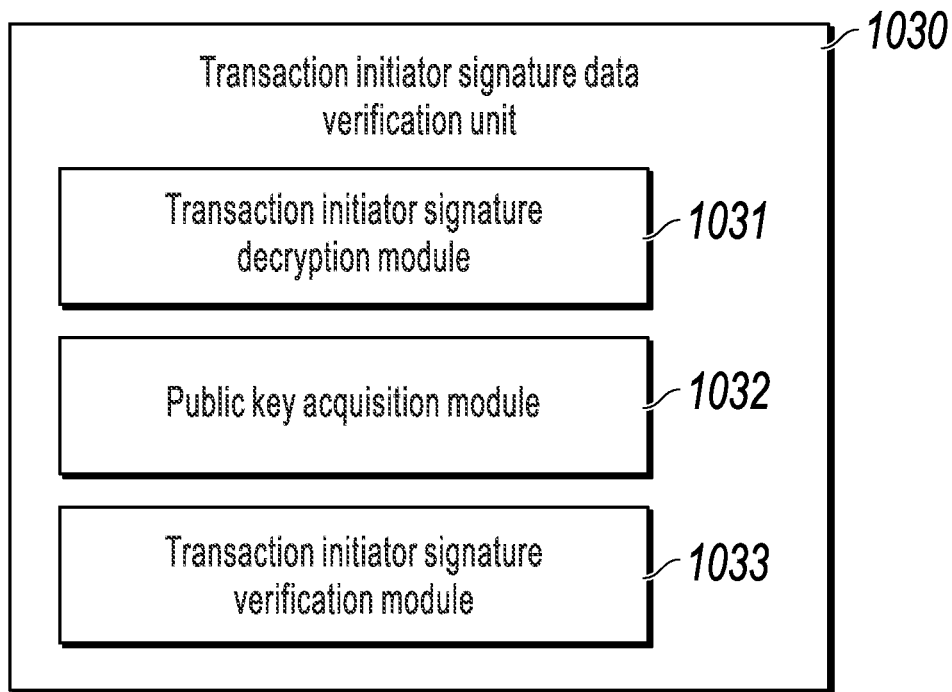 1030
Transaction initiator signature data
verification unit
Transaction initiator signature
decryption module
1031
Public key acquisition module
1032
Transaction initiator signature
verification module
1033